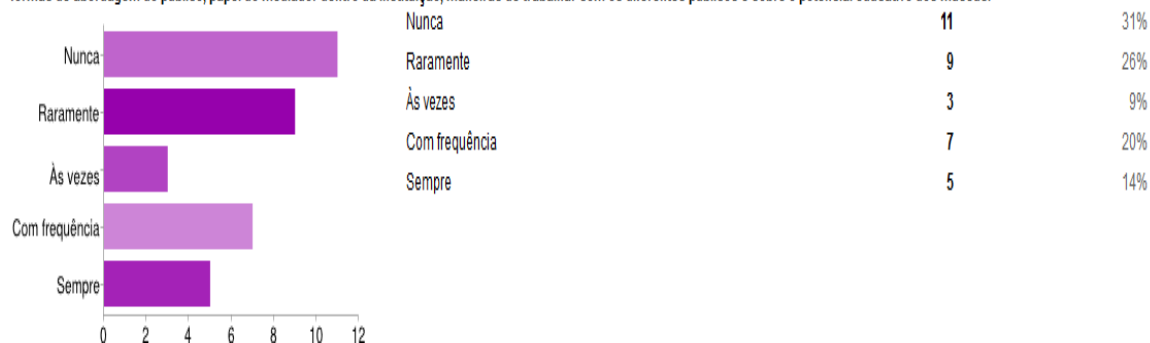 formas de abordagem do público, papel do mediador dentro da instituição, maneiras de trabalhar com os diferentes públicos e sobre o potencial educativo dos museus.
Nunca
Raramente
Às vezes
Com frequência
Sempre
0 2 4 6 8 10 12
Nunca 11 31%
Raramente 9 26%
Às vezes 3 9%
Com frequência 7 20%
Sempre 5 14%